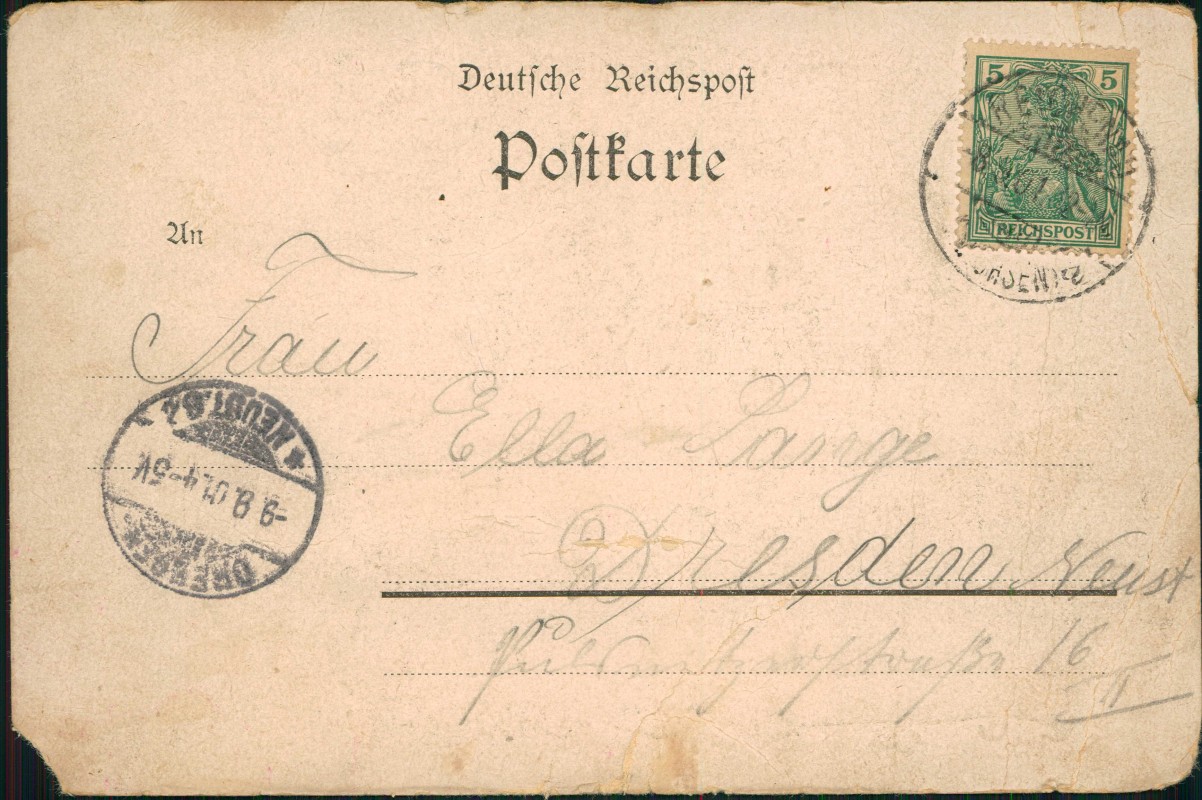 Deutsche Reichspost
Postkarte
5 5
REICHSPOST
An
Frau
Ella Lange
Dresden Neust
16
II
DRESDEN
-9.8.01.4-5V.
* NEUST.